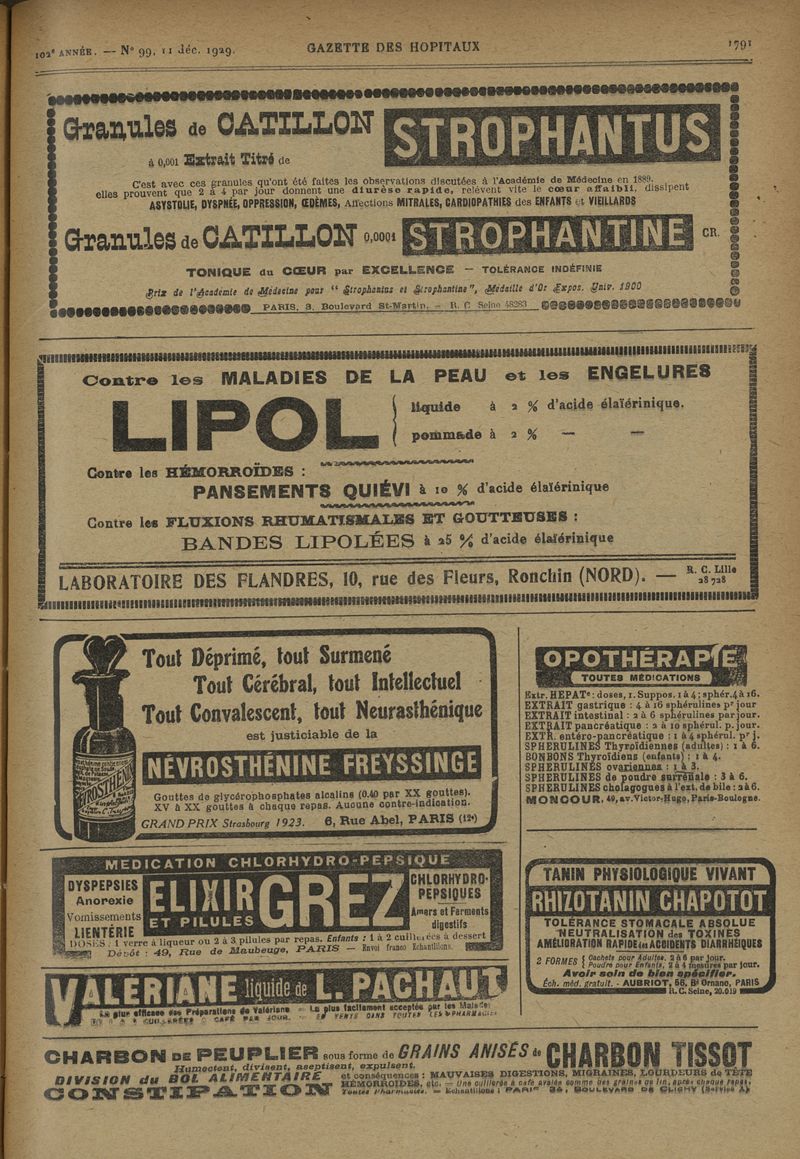 102e ANNÉE. — N° 99, 11 déc. 1929.
GAZETTE DES HOPITAUX
1791
Granules de CATILLON
à 0,001 Extrait Titré de
STROPHANTUS
C'est avec ces granules qu'ont été faites les observations discutées à l'Académie de Médecine en 1889.
elles prouvent que 2 à 4 par jour donnent une diurèse rapide, relèvent vite le cœur affaibli, dissipent
ASYSTOLIE, DYSPNÉE, OPPRESSION, ŒDÈMES, Affections MITRALES, CARDIOPATHIES des ENFANTS et VIEILLARDS
Granules de CATILLON 0,0001 STROPHANTINE CR.
TONIQUE du CŒUR par EXCELLENCE — TOLÉRANCE INDÉFINIE
Prix de l'Académie de Médecine pour " Strophantus et Strophantine ", Médaille d'Or Expos. Univ. 1900
PARIS, 3, Boulevard St-Martin. — R. C. Seine 48283
Contre les MALADIES DE LA PEAU et les ENGELURES
LIPOL
liquide à 2 % d'acide élaïérinique.
pommade à 2 % — —
Contre les HÉMORROÏDES :
PANSEMENTS QUIÉVI à 10 % d'acide élaïérinique
Contre les FLUXIONS RHUMATISMALES ET GOUTTEUSES :
BANDES LIPOLÉES à 25 % d'acide élaïérinique
LABORATOIRE DES FLANDRES, 10, rue des Fleurs, Ronchin (NORD). — R. C. Lille 28 728
Tout Déprimé, tout Surmené
Tout Cérébral, tout Intellectuel
Tout Convalescent, tout Neurasthénique
est justiciable de la
NÉVROSTHÉNINE FREYSSINGE
Gouttes de glycérophosphates alcalins (0.40 par XX gouttes).
XV à XX gouttes à chaque repas. Aucune contre-indication.
GRAND PRIX Strasbourg 1923. 6, Rue Abel, PARIS (12e)
OPOTHÉRAPIE
TOUTES MÉDICATIONS
Extr. HEPATe : doses, 1. Suppos. 1 à 4; sphér. 4 à 16.
EXTRAIT gastrique : 4 à 16 sphérulines pr jour
EXTRAIT intestinal : 2 à 6 sphérulines par jour.
EXTRAIT pancréatique : 2 à 10 sphérul. p. jour.
EXTR. entéro-pancréatique : 1 à 4 sphérul. pr j.
SPHERULINES Thyroïdiennes (adultes) : 1 à 6.
BONBONS Thyroïdiens (enfants) : 1 à 4.
SPHERULINES ovariennes : 1 à 3.
SPHERULINES de poudre surrénale : 3 à 6.
SPHERULINES cholagogues à l'ext. de bile : 2 à 6.
MONCOUR, 49, av. Victor-Hugo, Paris-Boulogne.
MEDICATION CHLORHYDRO-PEPSIQUE
DYSPEPSIES
Anorexie
Vomissements
LIENTÉRIE
ELIXIR GREZ
ET PILULES
CHLORHYDRO-
PEPSIQUES
Amers et Ferments
digestifs
DOSES : 1 verre à liqueur ou 2 à 3 pilules par repas. Enfants : 1 à 2 cuillerées à dessert
Dépôt : 49, Rue de Maubeuge, PARIS — Envoi franco Echantillons.
TANIN PHYSIOLOGIQUE VIVANT
RHIZOTANIN CHAPOTOT
TOLÉRANCE STOMACALE ABSOLUE
NEUTRALISATION des TOXINES
AMÉLIORATION RAPIDE des ACCIDENTS DIARRHÉIQUES
2 FORMES { Cachets pour Adultes. 2 à 6 par jour.
Poudre pour Enfants. 2 à 4 mesures par jour.
Avoir soin de bien spécifier.
Éch. méd. gratuit. - AUBRIOT, 56, Bd Ornano, PARIS
R. C. Seine, 20.019
VALERIANE liquide de L. PACHAUT
La plus efficace des Préparations de Valériane — La plus facilement acceptée par les Malades
CUILLERÉES A CAFÉ PAR JOUR. — EN VENTE DANS TOUTES LES PHARMACIES
CHARBON DE PEUPLIER sous forme de GRAINS ANISÉS de CHARBON TISSOT
Humectent, divisent, aseptisent, expulsent.
DIVISION du BOL ALIMENTAIRE et conséquences : MAUVAISES DIGESTIONS, MIGRAINES, LOURDEURS de TÊTE
CONSTIPATION HÉMORROIDES, etc. — Une cuillerée à café avalée comme des graines de lin, après chaque repas.
Toutes Pharmacies. — Echantillons : PARIS 34, BOULEVARD DE CLICHY